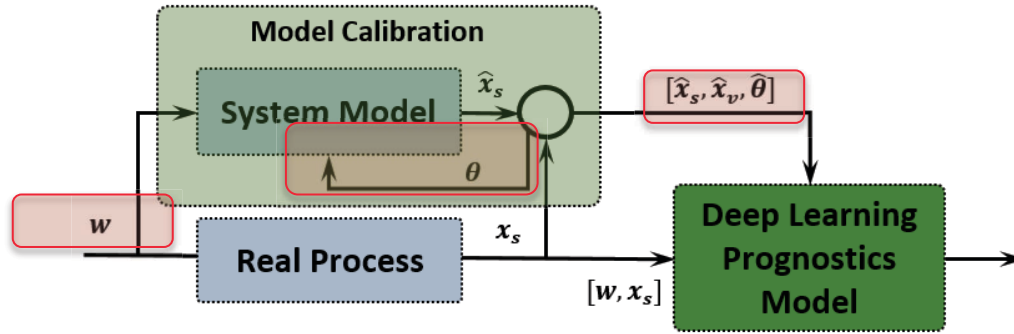 Model Calibration
System Model
x̂ₛ
[x̂ₛ, x̂ᵥ, θ̂]
θ
w
Real Process
xₛ
[w, xₛ]
Deep Learning
Prognostics
Model